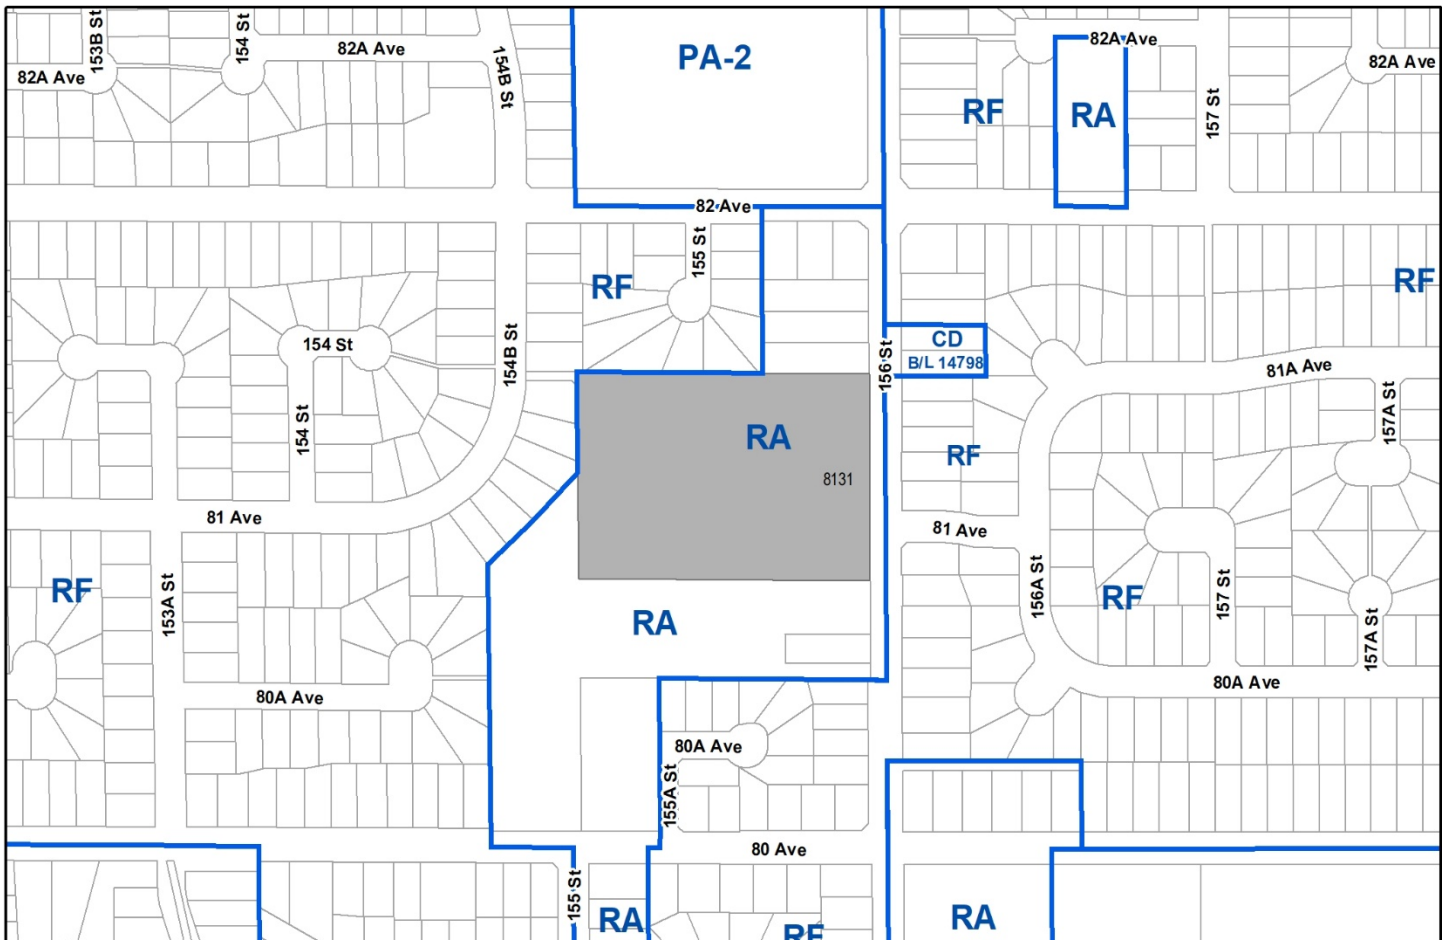 153B St
154 St
82A Ave
82A Ave
154B St
PA-2
82A Ave
82A Ave
RF
RA
157 St
82 Ave
155 St
RF
RF
154 St
154B St
156 St
CD
B/L 14798
81A Ave
154 St
157A St
RA
RF
8131
81 Ave
81 Ave
RF
153A St
156A St
RF
157 St
RA
157A St
80A Ave
80A Ave
80A Ave
155A St
80 Ave
155 St
RA
RF
RA